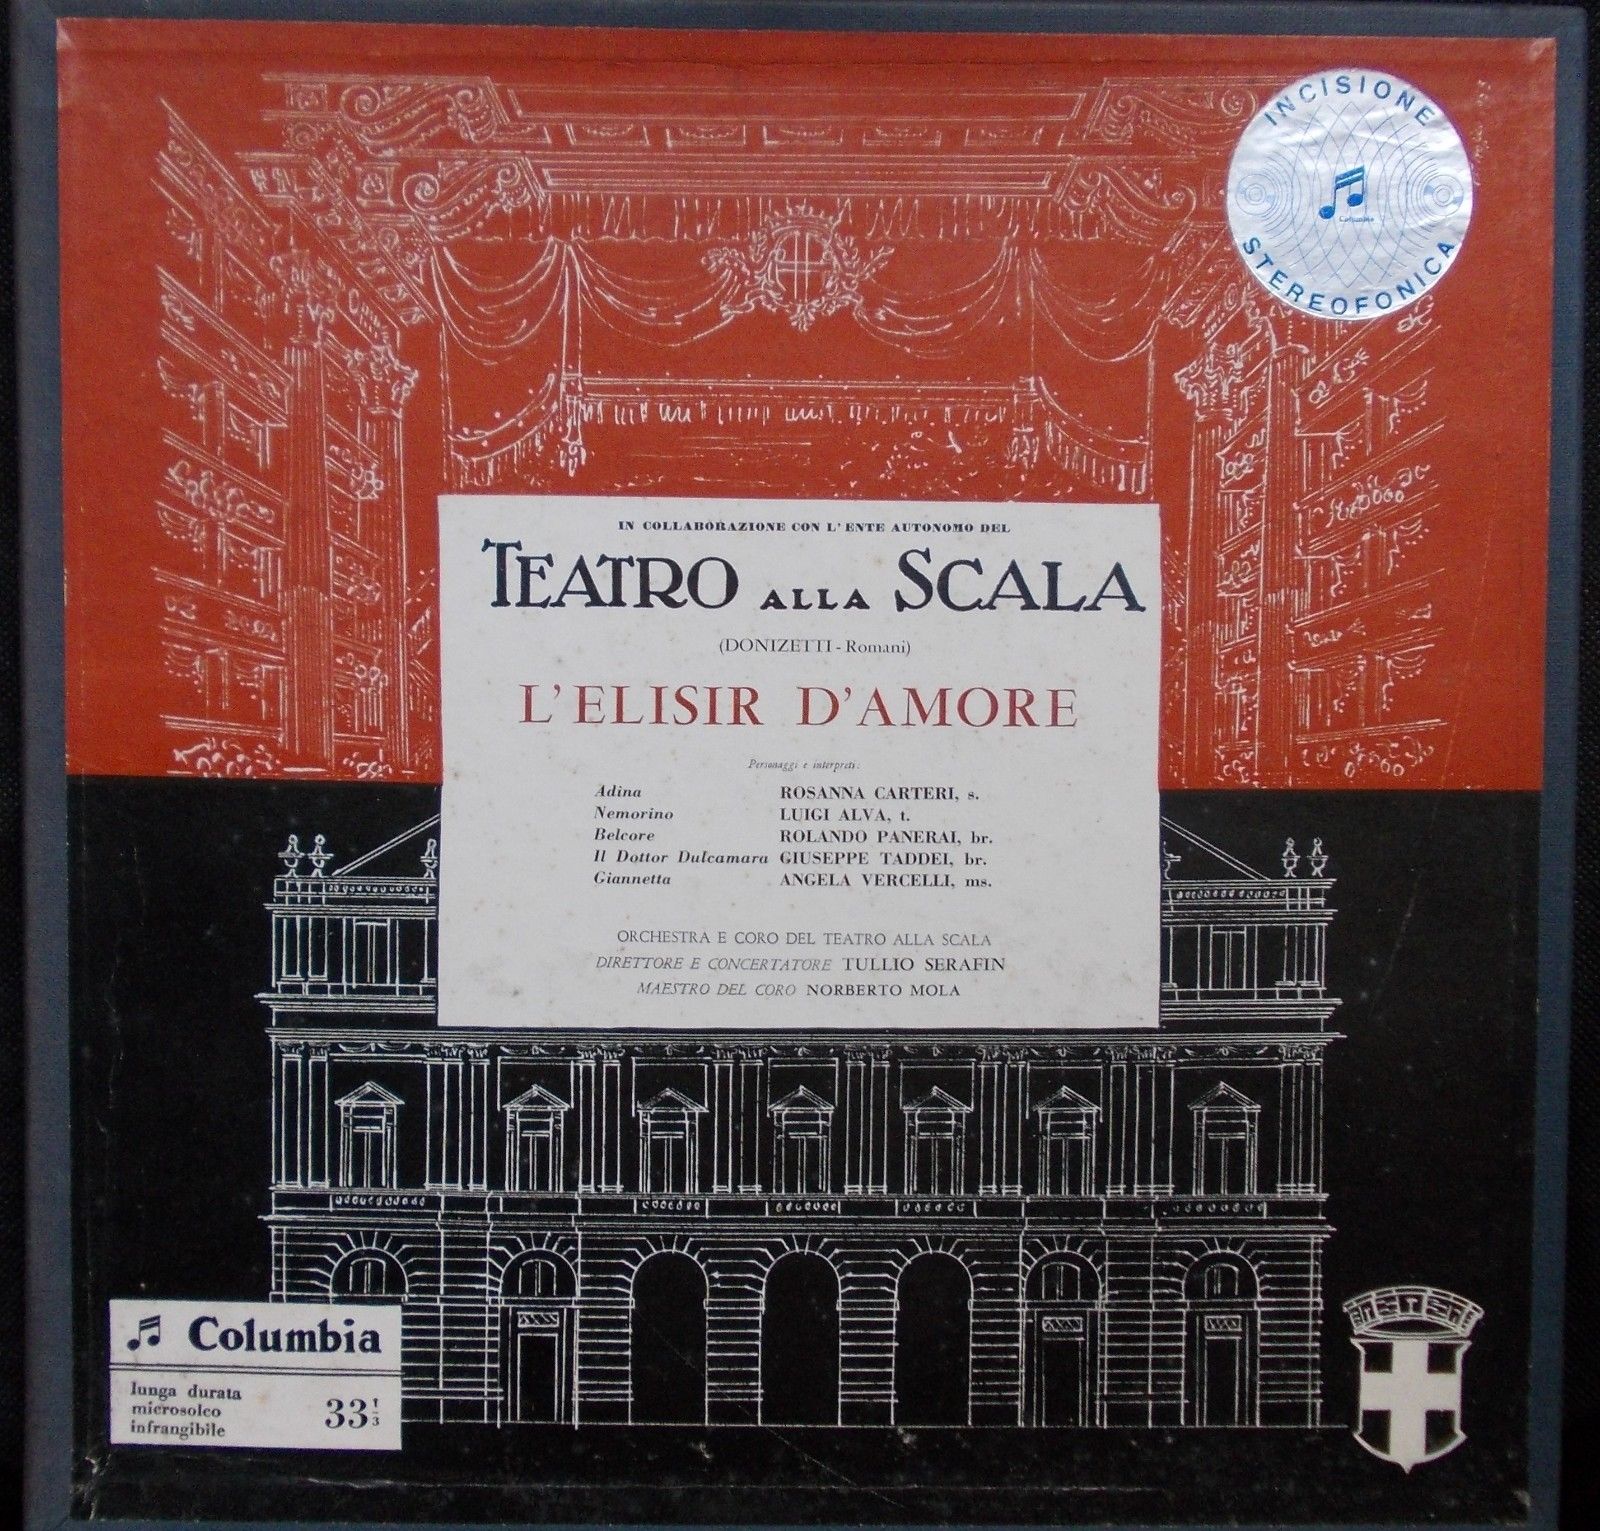 INCISIONE
Columbia
STEREOFONICA
IN COLLABORAZIONE CON L'ENTE AUTONOMO DEL
TEATRO ALLA SCALA
(DONIZETTI - Romani)
L'ELISIR D'AMORE
Personaggi e interpreti:
Adina ROSANNA CARTERI, s.
Nemorino LUIGI ALVA, t.
Belcore ROLANDO PANERAI, br.
Il Dottor Dulcamara GIUSEPPE TADDEI, br.
Giannetta ANGELA VERCELLI, ms.
ORCHESTRA E CORO DEL TEATRO ALLA SCALA
DIRETTORE E CONCERTATORE TULLIO SERAFIN
MAESTRO DEL CORO NORBERTO MOLA
Columbia
lunga durata
microsolco
infrangibile
33 1/3